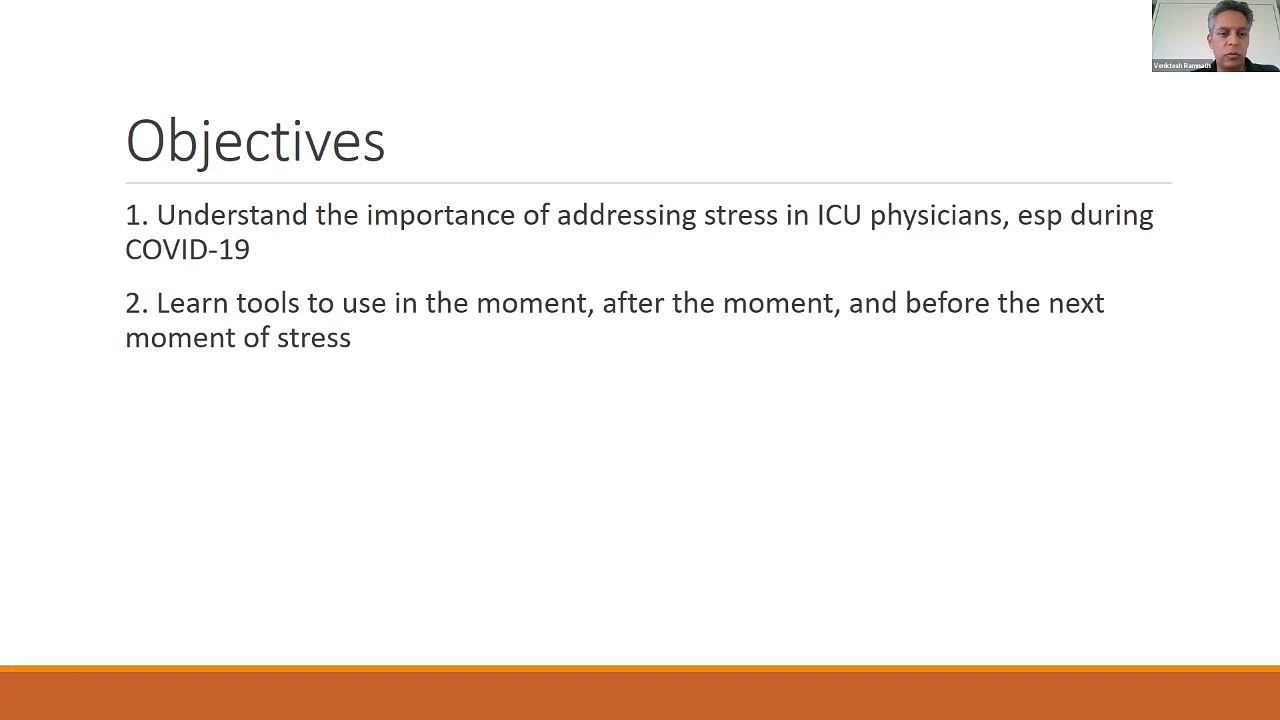 Venktesh Ramnath
Objectives
1. Understand the importance of addressing stress in ICU physicians, esp during
COVID-19
2. Learn tools to use in the moment, after the moment, and before the next
moment of stress